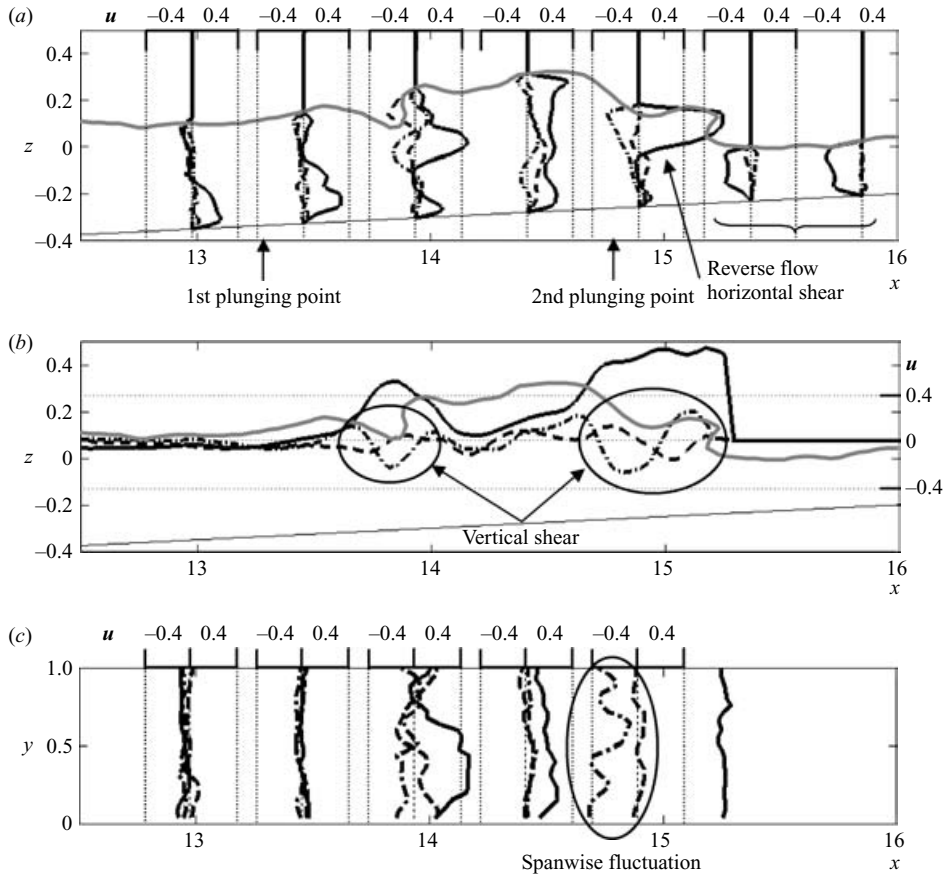 (a) u −0.4 0.4 −0.4 0.4 −0.4 0.4 −0.4 0.4 −0.4 0.4 −0.4 0.4 −0.4 0.4
0.4
0.2
z 0
−0.2
−0.4
13 14 15 16
x
1st plunging point
2nd plunging point
Reverse flow
horizontal shear
(b)
0.4
0.2
z 0
−0.2
−0.4
u
0.4
0
−0.4
Vertical shear
13 14 15 16
x
(c) u −0.4 0.4 −0.4 0.4 −0.4 0.4 −0.4 0.4 −0.4 0.4
1.0
y 0.5
0
13 14 15 16
Spanwise fluctuation x